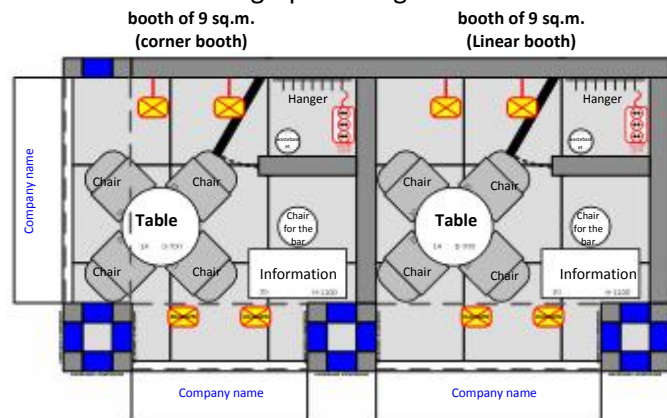 booth of 9 sq.m.
(corner booth)
booth of 9 sq.m.
(Linear booth)
Hanger
Hanger
Company name
Chair
Chair
Table
Chair
Chair
Chair
for the
bar
Information
H-1100
Chair
Chair
Table
Chair
Chair
Chair
for the
bar
Information
H-1100
Company name
Company name